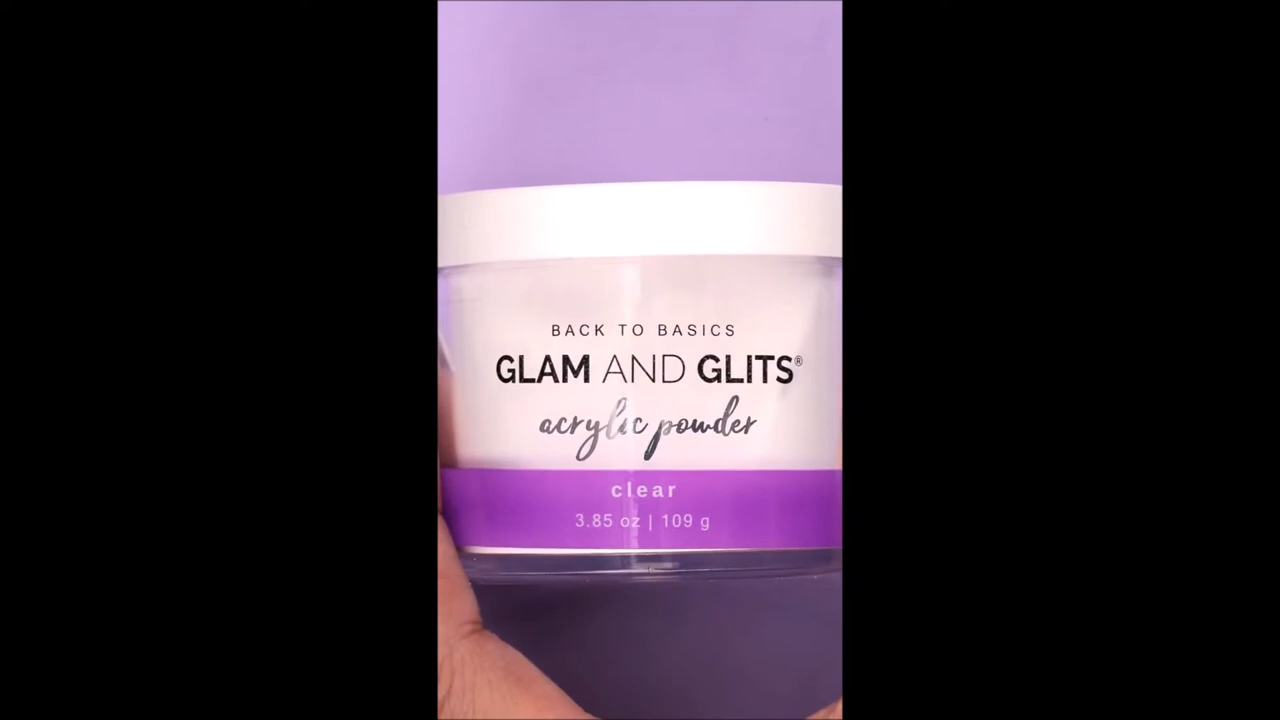 BACK TO BASICS
GLAM AND GLITS®
acrylic powder
clear
3.85 oz | 109 g